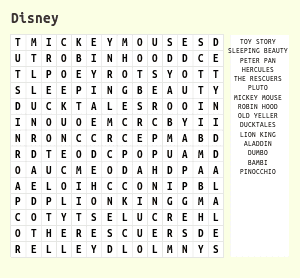 Disney
T M I C K E Y M O U S E S D
U T R O B I N H O O D D C E
T L P O E Y R O T S Y O T T
S L E E P I N G B E A U T Y
D U C K T A L E S R O O I N
I N O U O E M C R C B Y I I
N R O N C C R C E P M A B D
R D T E O D C P O P U A M D
O A U C M E O D A H D P A A
A E L O I H C C O N I P B L
P D P L I O N K I N G G M A
C O T Y T S E L U C R E H L
O T H E R E S C U E R S D E
R E L L E Y D L O L M N Y S
TOY STORY
SLEEPING BEAUTY
PETER PAN
HERCULES
THE RESCUERS
PLUTO
MICKEY MOUSE
ROBIN HOOD
OLD YELLER
DUCKTALES
LION KING
ALADDIN
DUMBO
BAMBI
PINOCCHIO